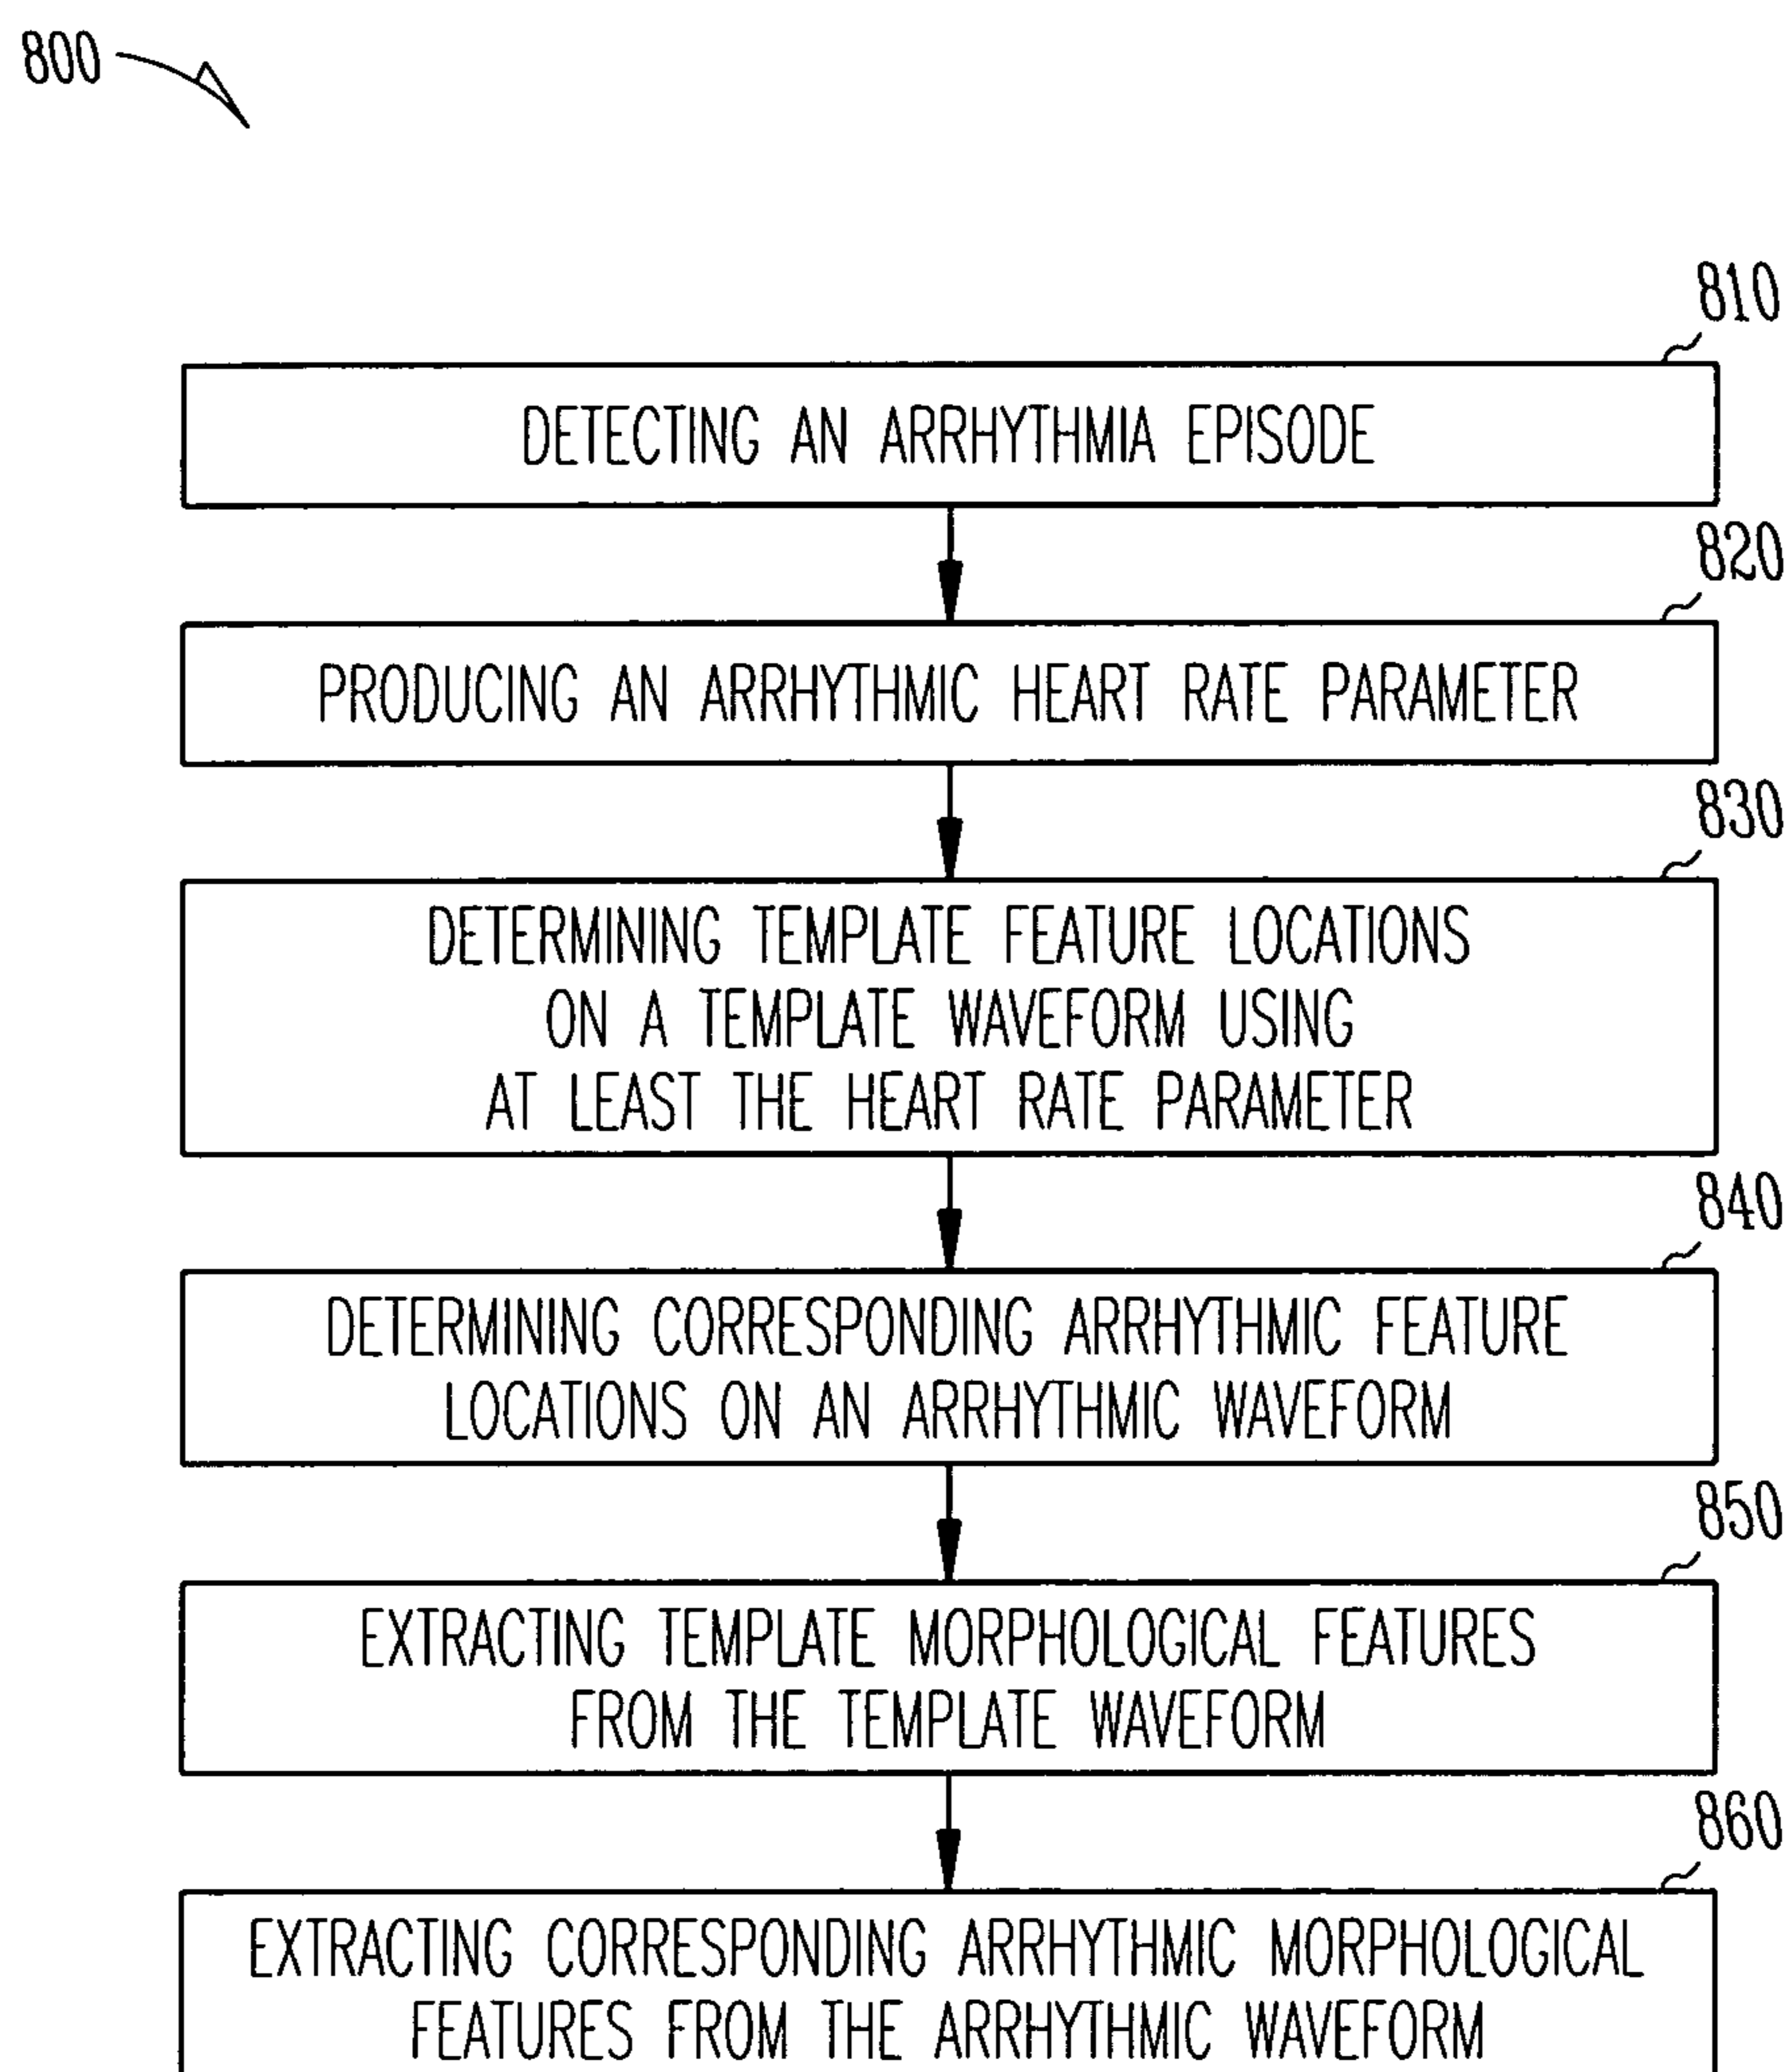 800
810
DETECTING AN ARRHYTHMIA EPISODE
820
PRODUCING AN ARRHYTHMIC HEART RATE PARAMETER
830
DETERMINING TEMPLATE FEATURE LOCATIONS
ON A TEMPLATE WAVEFORM USING
AT LEAST THE HEART RATE PARAMETER
840
DETERMINING CORRESPONDING ARRHYTHMIC FEATURE
LOCATIONS ON AN ARRHYTHMIC WAVEFORM
850
EXTRACTING TEMPLATE MORPHOLOGICAL FEATURES
FROM THE TEMPLATE WAVEFORM
860
EXTRACTING CORRESPONDING ARRHYTHMIC MORPHOLOGICAL
FEATURES FROM THE ARRHYTHMIC WAVEFORM